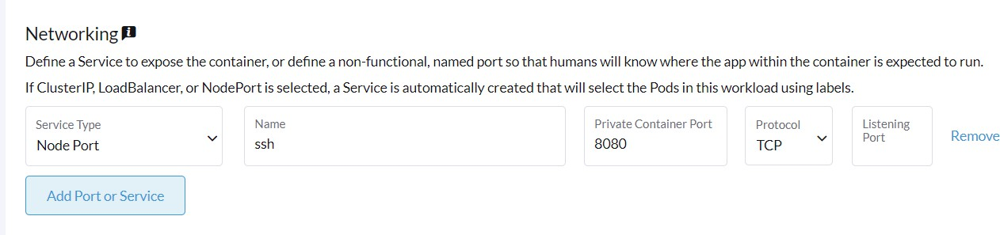 Networking
Define a Service to expose the container, or define a non-functional, named port so that humans will know where the app within the container is expected to run.
If ClusterIP, LoadBalancer, or NodePort is selected, a Service is automatically created that will select the Pods in this workload using labels.
Service Type
Node Port
Name
ssh
Private Container Port
8080
Protocol
TCP
Listening
Port
Remove
Add Port or Service